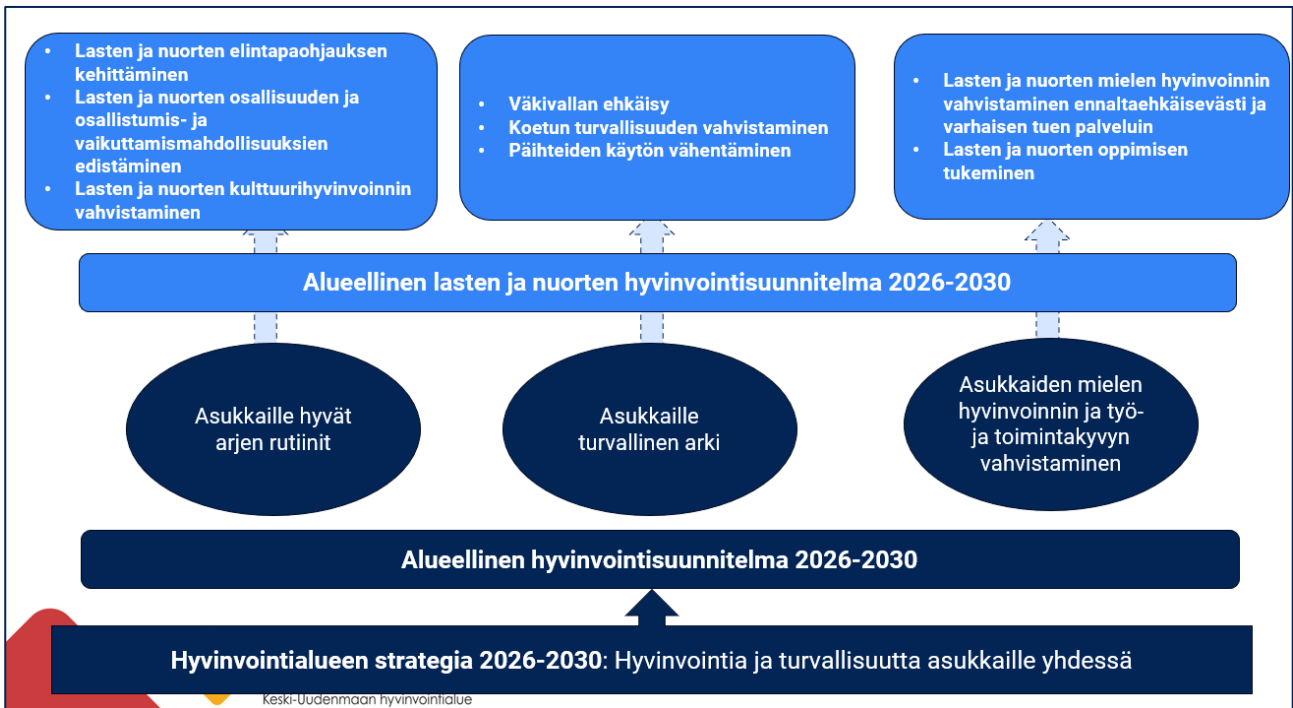 • Lasten ja nuorten elintapaohjauksen
kehittäminen
• Lasten ja nuorten osallisuuden ja
osallistumis- ja
vaikuttamismahdollisuuksien
edistäminen
• Lasten ja nuorten kulttuurihyvinvoinnin
vahvistaminen
• Väkivallan ehkäisy
• Koetun turvallisuuden vahvistaminen
• Päihteiden käytön vähentäminen
• Lasten ja nuorten mielen hyvinvoinnin
vahvistaminen ennaltaehkäisevästi ja
varhaisen tuen palveluin
• Lasten ja nuorten oppimisen
tukeminen
Alueellinen lasten ja nuorten hyvinvointisuunnitelma 2026-2030
Asukkaille hyvät
arjen rutiinit
Asukkaille
turvallinen arki
Asukkaiden mielen
hyvinvoinnin ja työ-
ja toimintakyvyn
vahvistaminen
Alueellinen hyvinvointisuunnitelma 2026-2030
Hyvinvointialueen strategia 2026-2030: Hyvinvointia ja turvallisuutta asukkaille yhdessä
Keski-Uudenmaan hyvinvointialue